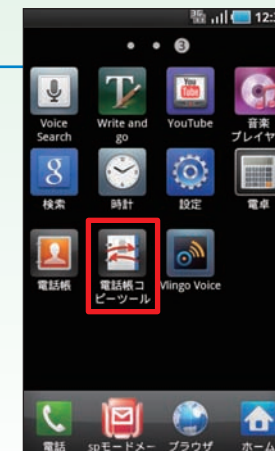 3G 12:
3
Voice Search
Write and go
YouTube
音楽
プレイヤ
検索
時計
設定
電卓
電話帳
電話帳コ
ピーツール
Vlingo Voice
電話
spモードメー
ブラウザ
ホーム